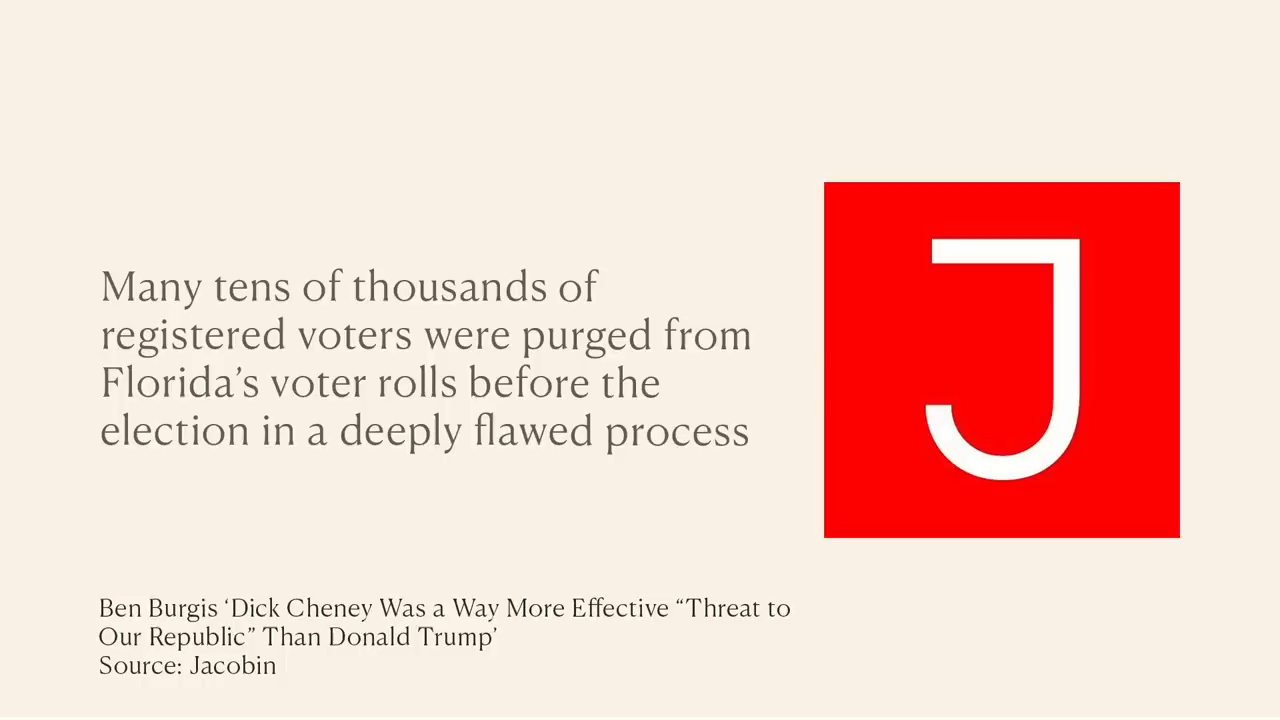 Many tens of thousands of
registered voters were purged from
Florida’s voter rolls before the
election in a deeply flawed process
J
Ben Burgis ‘Dick Cheney Was a Way More Effective “Threat to
Our Republic” Than Donald Trump’
Source: Jacobin